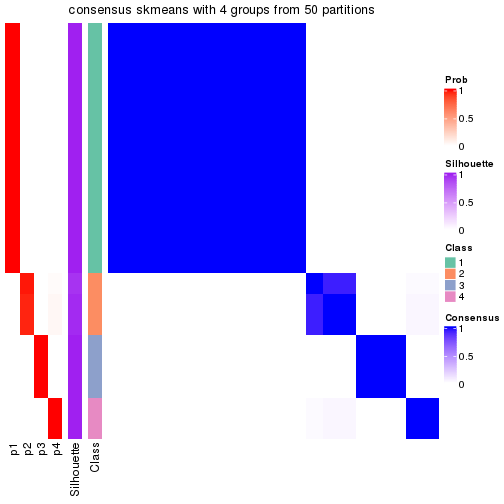 consensus skmeans with 4 groups from 50 partitions
Prob
1
0.5
0
Silhouette
1
0.5
0
Class
1
2
3
4
Consensus
1
0.5
0
p1
p2
p3
p4
Silhouette
Class